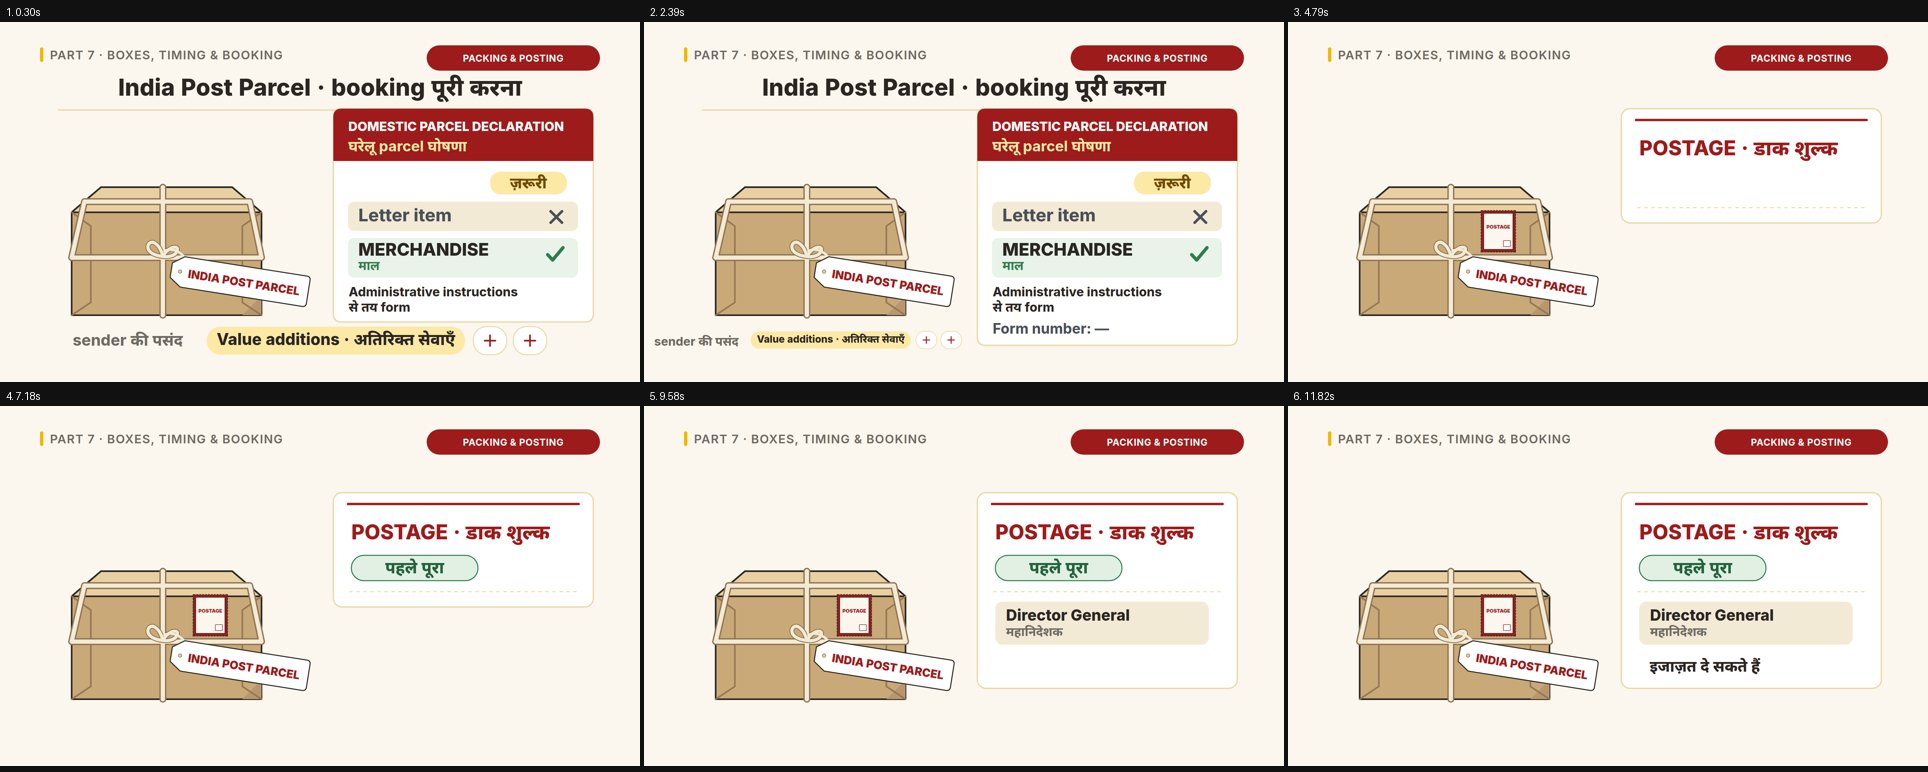 1. 0.30s
PART 7 · BOXES, TIMING & BOOKING
PACKING & POSTING
India Post Parcel · booking पूरी करना
DOMESTIC PARCEL DECLARATION
घरेलू parcel घोषणा
ज़रूरी
Letter item
MERCHANDISE
माल
Administrative instructions
से तय form
INDIA POST PARCEL
sender की पसंद
Value additions · अतिरिक्त सेवाएँ
2. 2.39s
PART 7 · BOXES, TIMING & BOOKING
PACKING & POSTING
India Post Parcel · booking पूरी करना
DOMESTIC PARCEL DECLARATION
घरेलू parcel घोषणा
ज़रूरी
Letter item
MERCHANDISE
माल
Administrative instructions
से तय form
Form number: —
INDIA POST PARCEL
sender की पसंद
Value additions · अतिरिक्त सेवाएँ
3. 4.79s
PART 7 · BOXES, TIMING & BOOKING
PACKING & POSTING
POSTAGE · डाक शुल्क
POSTAGE
INDIA POST PARCEL
4. 7.18s
PART 7 · BOXES, TIMING & BOOKING
PACKING & POSTING
POSTAGE · डाक शुल्क
पहले पूरा
POSTAGE
INDIA POST PARCEL
5. 9.58s
PART 7 · BOXES, TIMING & BOOKING
PACKING & POSTING
POSTAGE · डाक शुल्क
पहले पूरा
Director General
महानिदेशक
POSTAGE
INDIA POST PARCEL
6. 11.82s
PART 7 · BOXES, TIMING & BOOKING
PACKING & POSTING
POSTAGE · डाक शुल्क
पहले पूरा
Director General
महानिदेशक
इजाज़त दे सकते हैं
POSTAGE
INDIA POST PARCEL